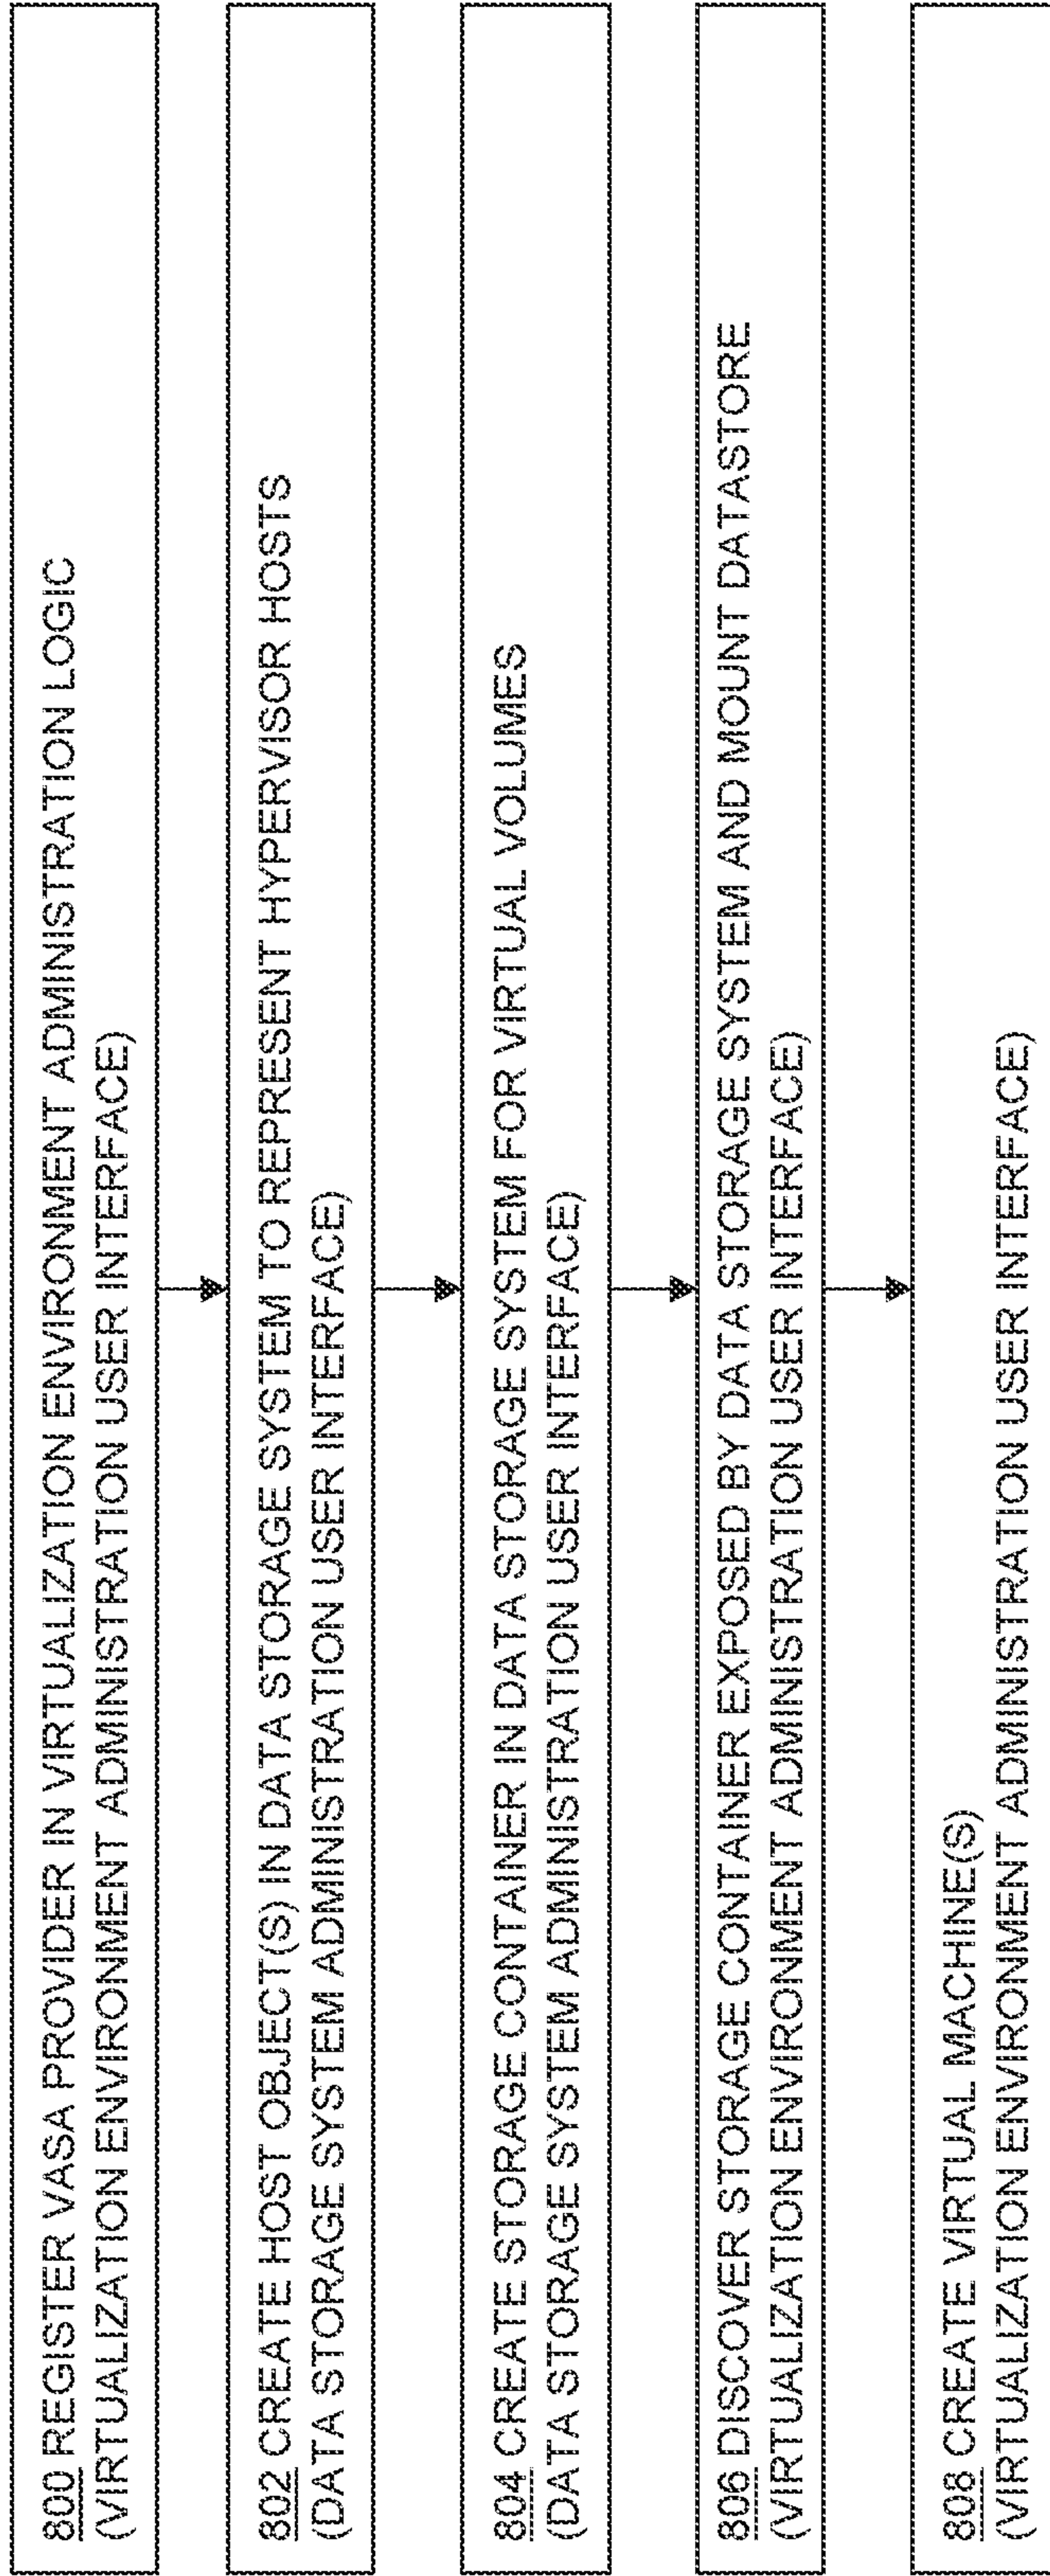 800 REGISTER VASA PROVIDER IN VIRTUALIZATION ENVIRONMENT ADMINISTRATION LOGIC
(VIRTUALIZATION ENVIRONMENT ADMINISTRATION USER INTERFACE)
802 CREATE HOST OBJECT(S) IN DATA STORAGE SYSTEM TO REPRESENT HYPERVISOR HOSTS
(DATA STORAGE SYSTEM ADMINISTRATION USER INTERFACE)
804 CREATE STORAGE CONTAINER IN DATA STORAGE SYSTEM FOR VIRTUAL VOLUMES
(DATA STORAGE SYSTEM ADMINISTRATION USER INTERFACE)
806 DISCOVER STORAGE CONTAINER EXPOSED BY DATA STORAGE SYSTEM AND MOUNT DATASTORE
(VIRTUALIZATION ENVIRONMENT ADMINISTRATION USER INTERFACE)
808 CREATE VIRTUAL MACHINE(S)
(VIRTUALIZATION ENVIRONMENT ADMINISTRATION USER INTERFACE)